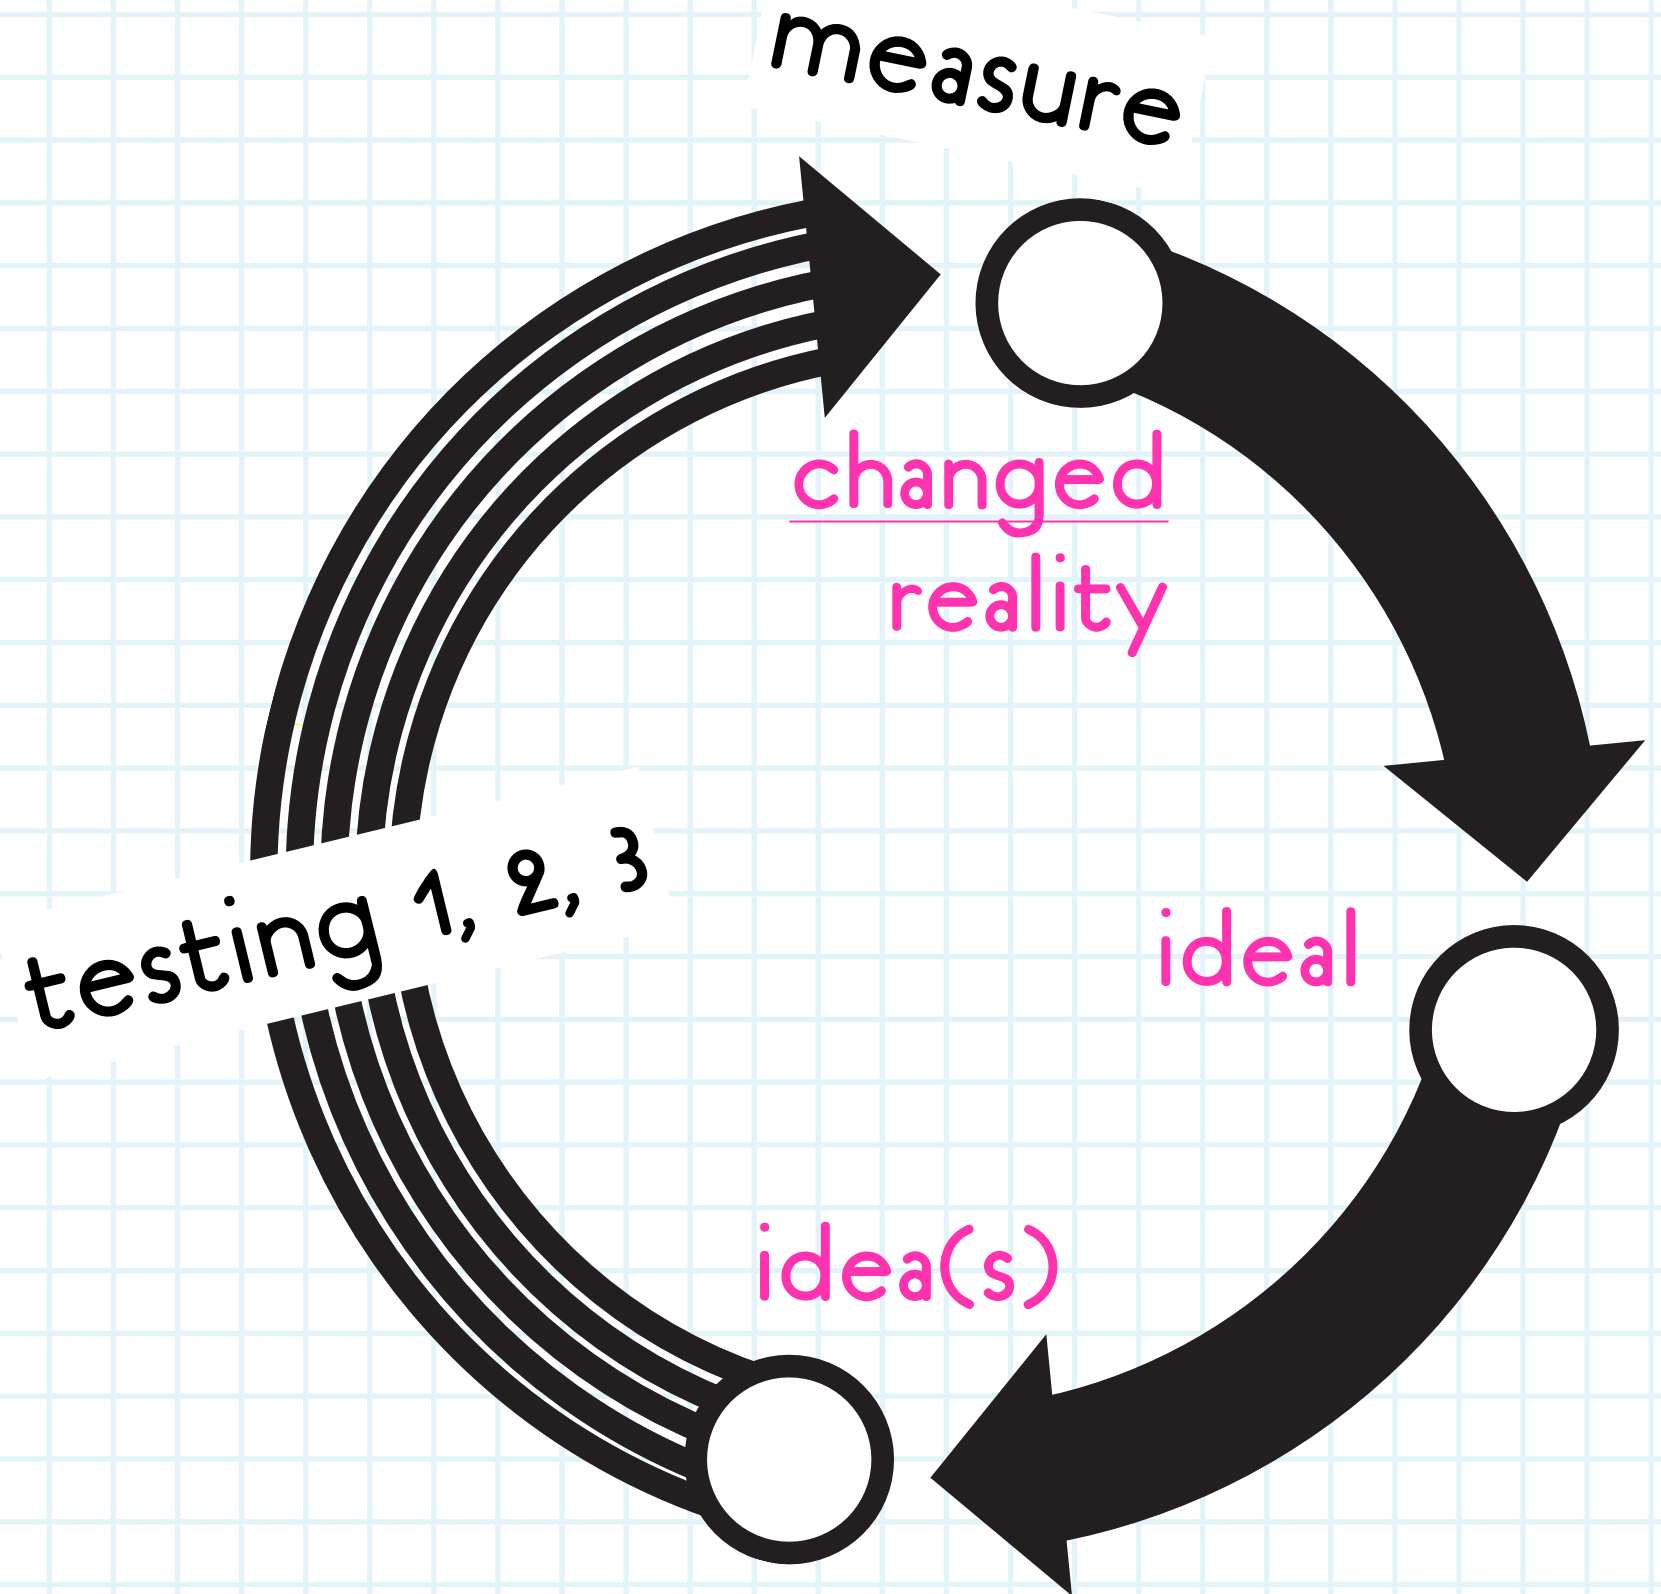 measure
changed
reality
testing 1, 2, 3
ideal
idea(s)